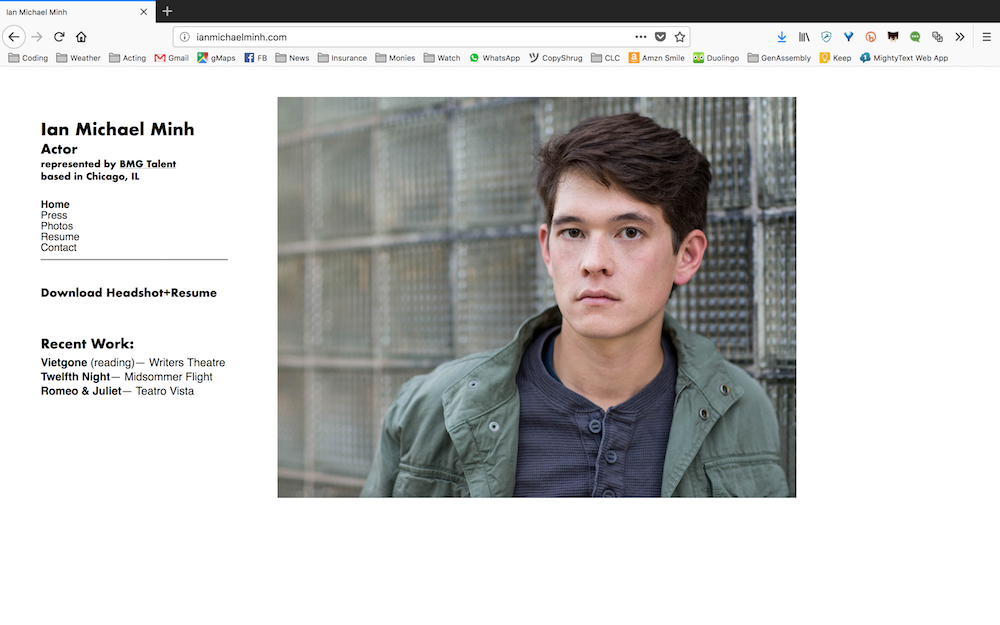 Ian Michael Minh
ianmichaelminh.com
Coding Weather Acting Gmail gMaps FB News Insurance Monies Watch WhatsApp CopyShrug CLC Amzn Smile Duolingo GenAssembly Keep MightyText Web App
Ian Michael Minh
Actor
represented by BMG Talent
based in Chicago, IL
Home
Press
Photos
Resume
Contact
Download Headshot+Resume
Recent Work:
Vietgone (reading)— Writers Theatre
Twelfth Night— Midsommer Flight
Romeo & Juliet— Teatro Vista